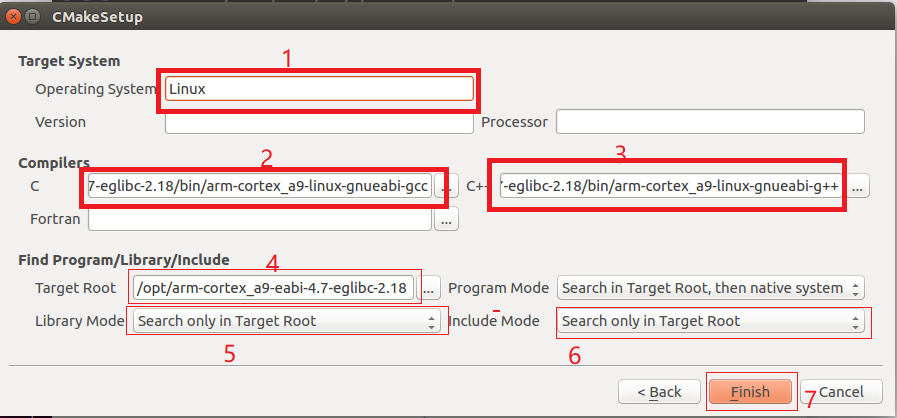 CMakeSetup
1
Target System
Operating System Linux
Version Processor
2 3
Compilers
C 7-eglibc-2.18/bin/arm-cortex_a9-linux-gnueabi-gcc ... C++ 7-eglibc-2.18/bin/arm-cortex_a9-linux-gnueabi-g++ ...
Fortran ...
Find Program/Library/Include
4
Target Root /opt/arm-cortex_a9-eabi-4.7-eglibc-2.18 ... Program Mode Search in Target Root, then native system
Library Mode Search only in Target Root Include Mode Search only in Target Root
5 6
< Back Finish 7 Cancel